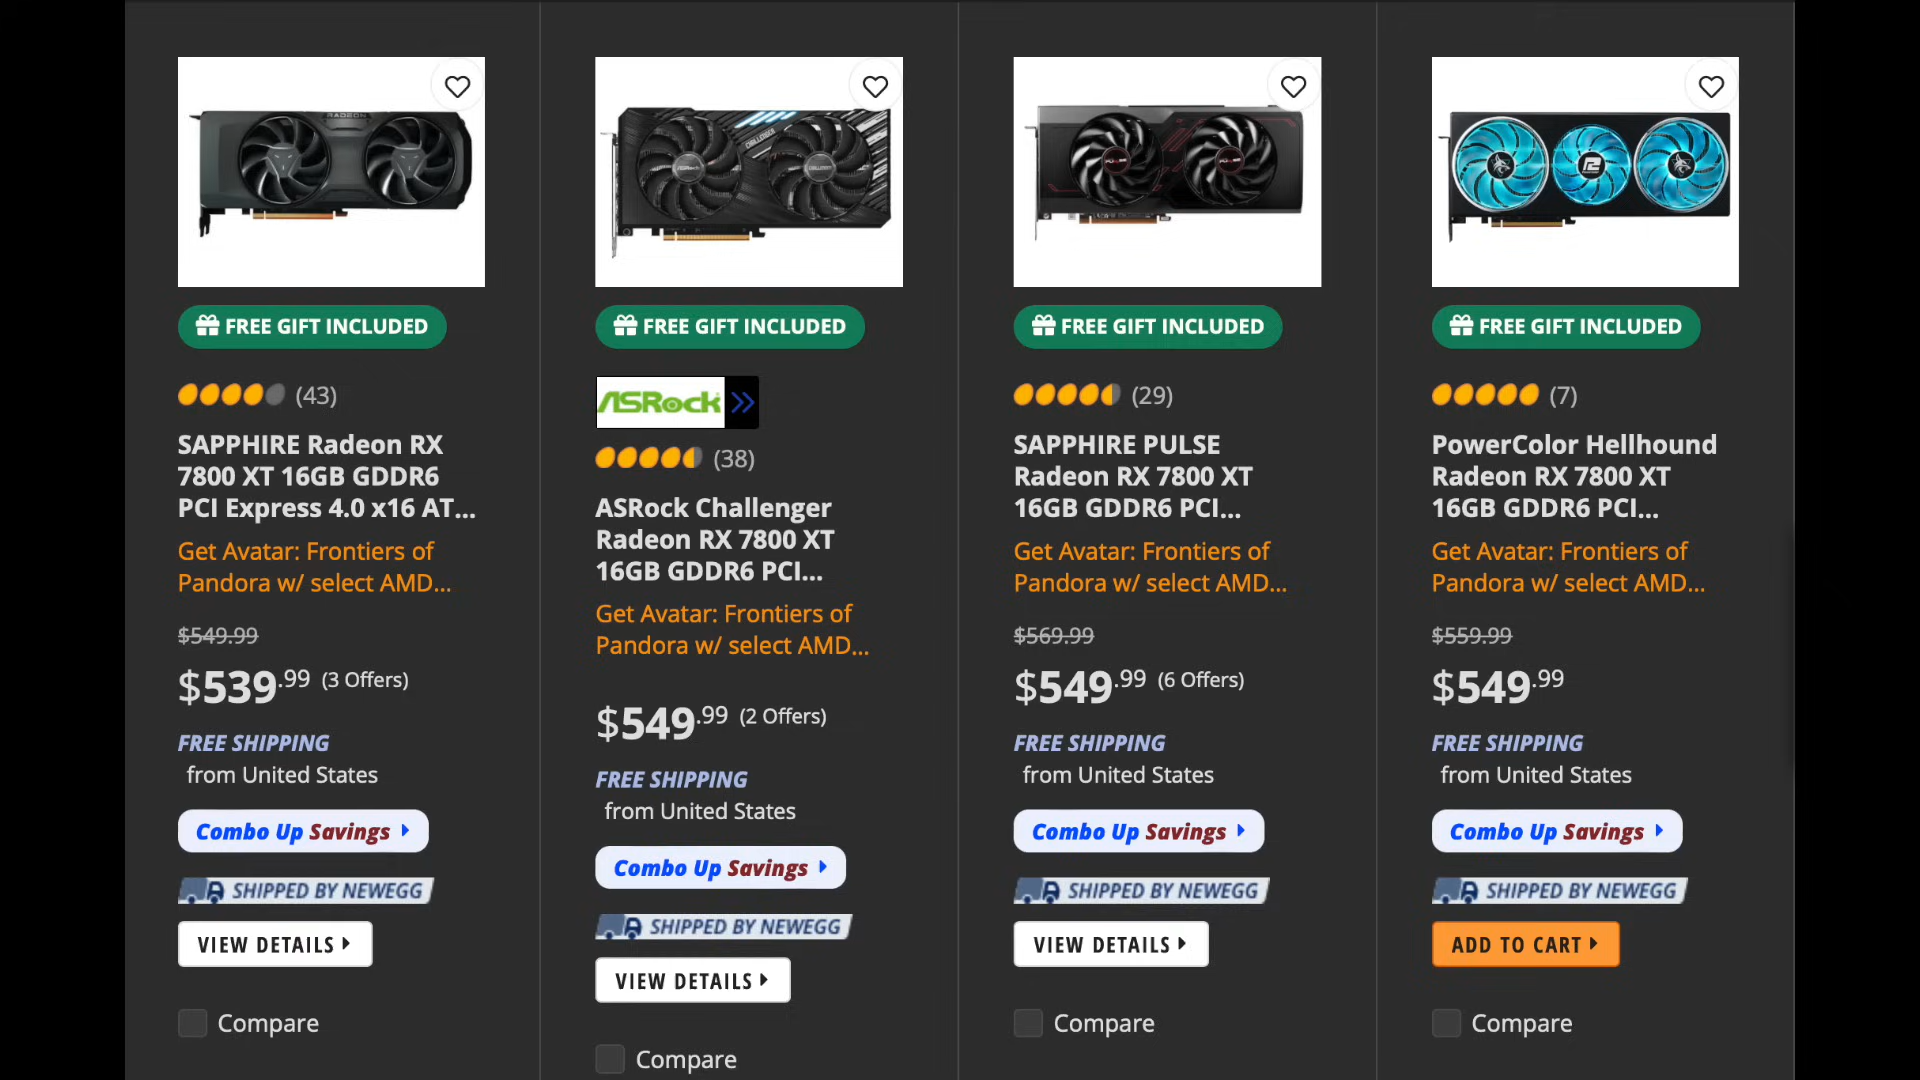 FREE GIFT INCLUDED
(43)
SAPPHIRE Radeon RX
7800 XT 16GB GDDR6
PCI Express 4.0 x16 AT...
Get Avatar: Frontiers of
Pandora w/ select AMD...
$549.99
$539.99 (3 Offers)
FREE SHIPPING
from United States
Combo Up Savings
SHIPPED BY NEWEGG
VIEW DETAILS
Compare
FREE GIFT INCLUDED
ASRock
(38)
ASRock Challenger
Radeon RX 7800 XT
16GB GDDR6 PCI...
Get Avatar: Frontiers of
Pandora w/ select AMD...
$549.99 (2 Offers)
FREE SHIPPING
from United States
Combo Up Savings
SHIPPED BY NEWEGG
VIEW DETAILS
Compare
FREE GIFT INCLUDED
(29)
SAPPHIRE PULSE
Radeon RX 7800 XT
16GB GDDR6 PCI...
Get Avatar: Frontiers of
Pandora w/ select AMD...
$569.99
$549.99 (6 Offers)
FREE SHIPPING
from United States
Combo Up Savings
SHIPPED BY NEWEGG
VIEW DETAILS
Compare
FREE GIFT INCLUDED
(7)
PowerColor Hellhound
Radeon RX 7800 XT
16GB GDDR6 PCI...
Get Avatar: Frontiers of
Pandora w/ select AMD...
$559.99
$549.99
FREE SHIPPING
from United States
Combo Up Savings
SHIPPED BY NEWEGG
ADD TO CART
Compare